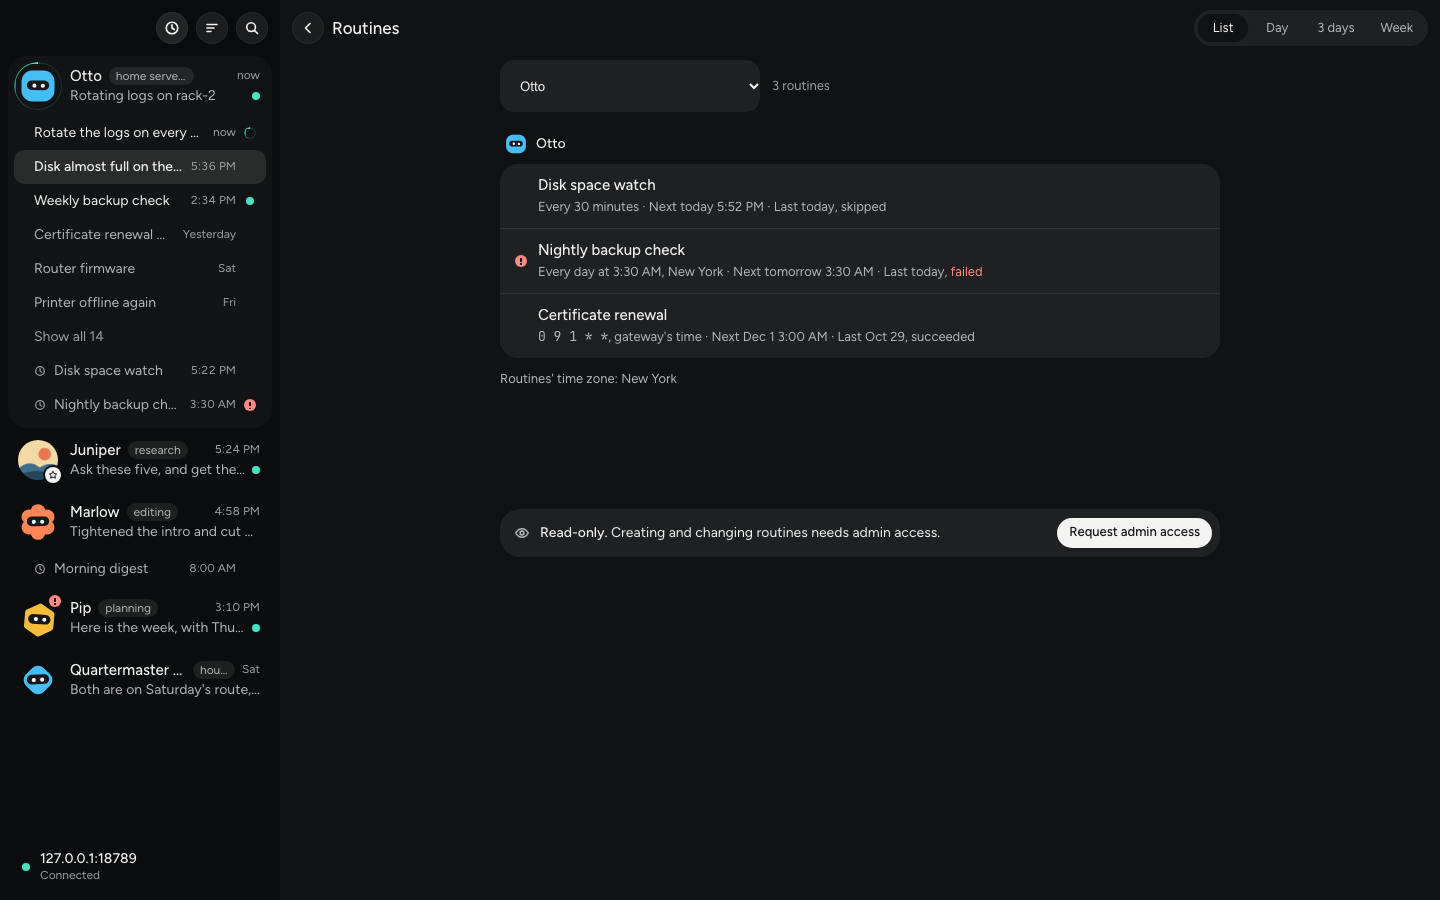 Routines
List Day 3 days Week
Otto home serve... now
Rotating logs on rack-2
Rotate the logs on every ... now
Disk almost full on the... 5:36 PM
Weekly backup check 2:34 PM
Certificate renewal ... Yesterday
Router firmware Sat
Printer offline again Fri
Show all 14
Disk space watch 5:22 PM
Nightly backup ch... 3:30 AM
Juniper research 5:24 PM
Ask these five, and get the...
Marlow editing 4:58 PM
Tightened the intro and cut ...
Morning digest 8:00 AM
Pip planning 3:10 PM
Here is the week, with Thu...
Quartermaster ... hou... Sat
Both are on Saturday's route,...
127.0.0.1:18789
Connected
Otto 3 routines
Otto
Disk space watch
Every 30 minutes · Next today 5:52 PM · Last today, skipped
Nightly backup check
Every day at 3:30 AM, New York · Next tomorrow 3:30 AM · Last today, failed
Certificate renewal
0 9 1 * *, gateway's time · Next Dec 1 3:00 AM · Last Oct 29, succeeded
Routines' time zone: New York
Read-only. Creating and changing routines needs admin access. Request admin access